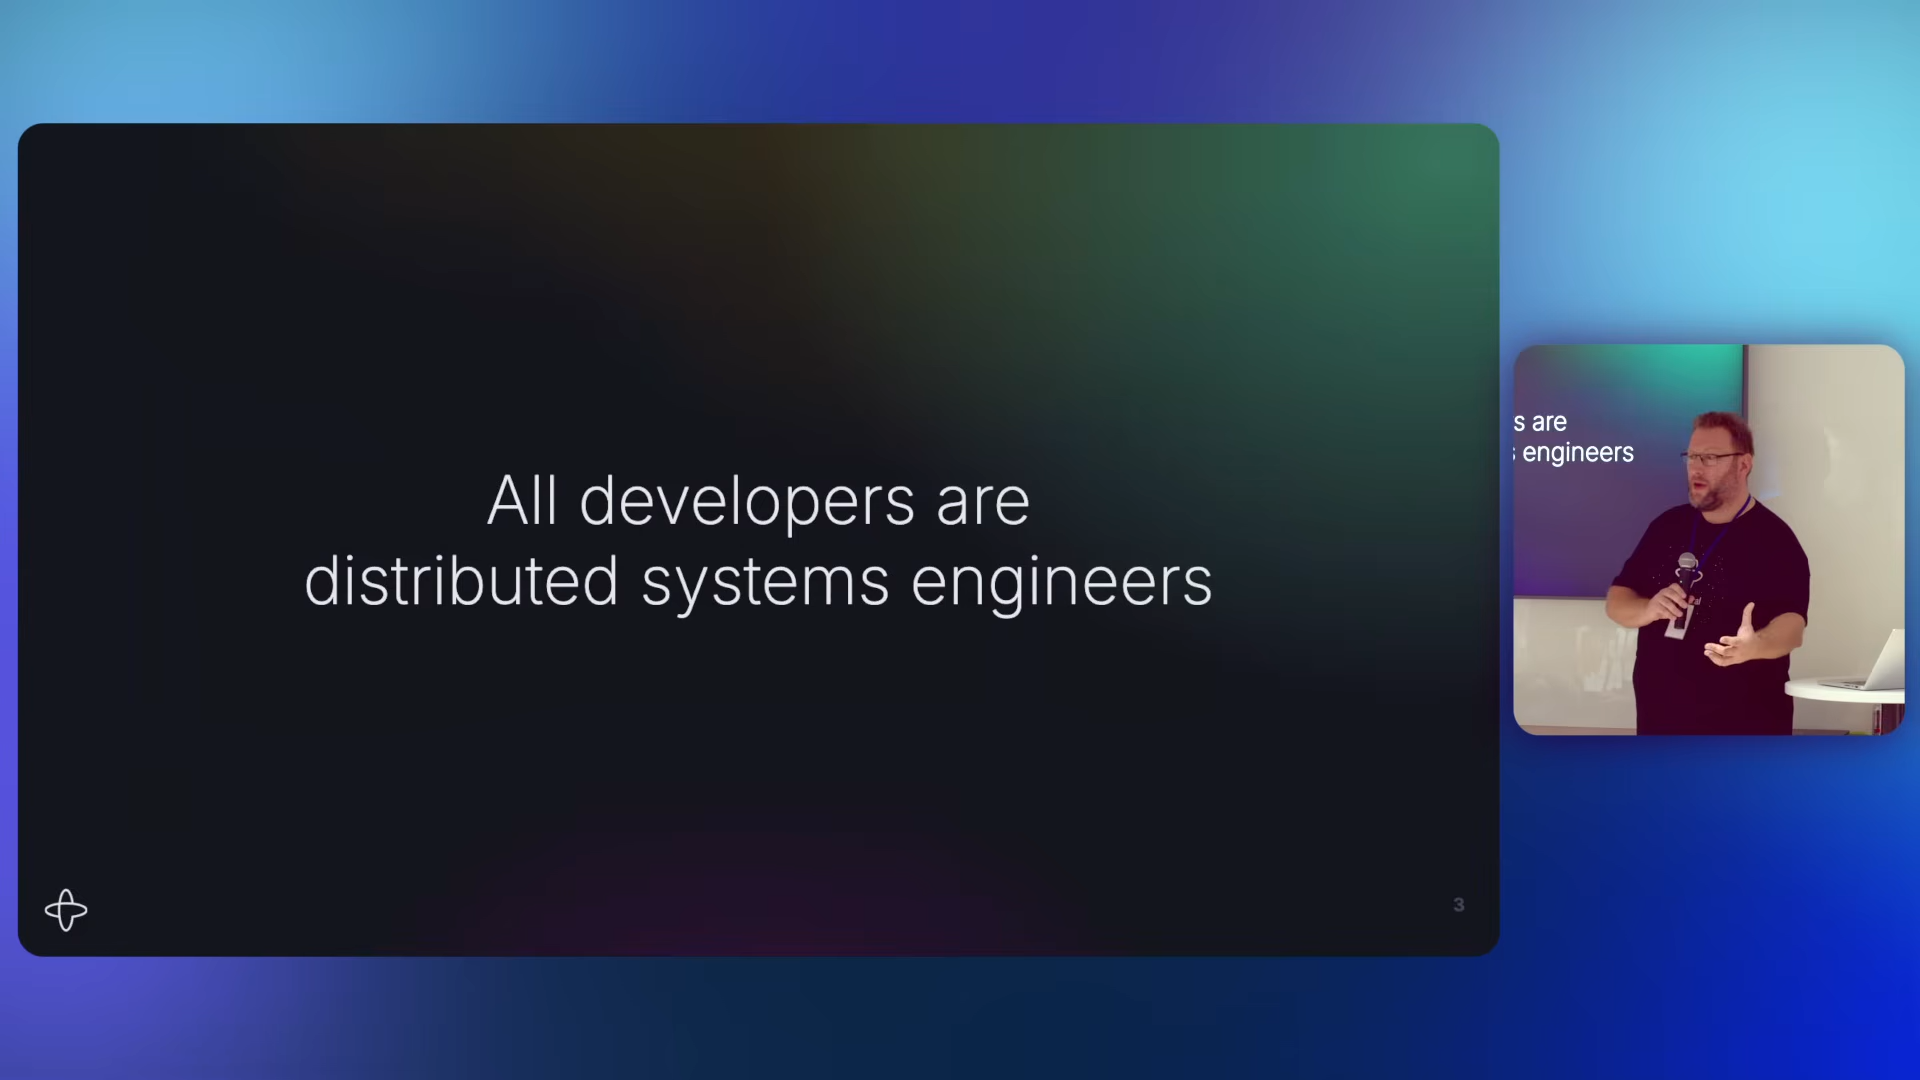 All developers are
distributed systems engineers
3
s are
engineers